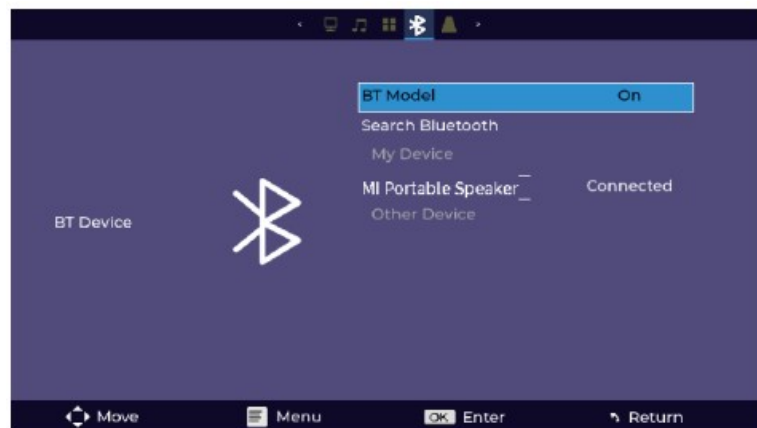 BT Model On
Search Bluetooth
My Device
MI Portable Speaker Connected
Other Device
BT Device
Move Menu OK Enter Return